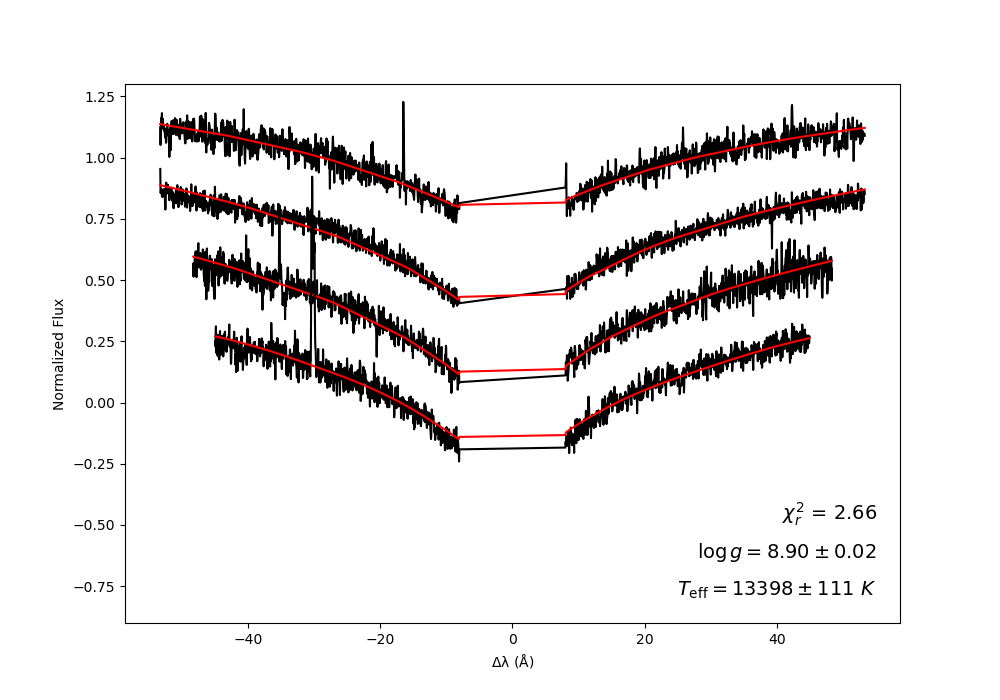 1.25
1.00
0.75
0.50
0.25
0.00
−0.25
−0.50
−0.75
Normalized Flux
χ²ᵣ = 2.66
log g = 8.90 ± 0.02
T_eff = 13398 ± 111 K
−40 −20 0 20 40
Δλ (Å)